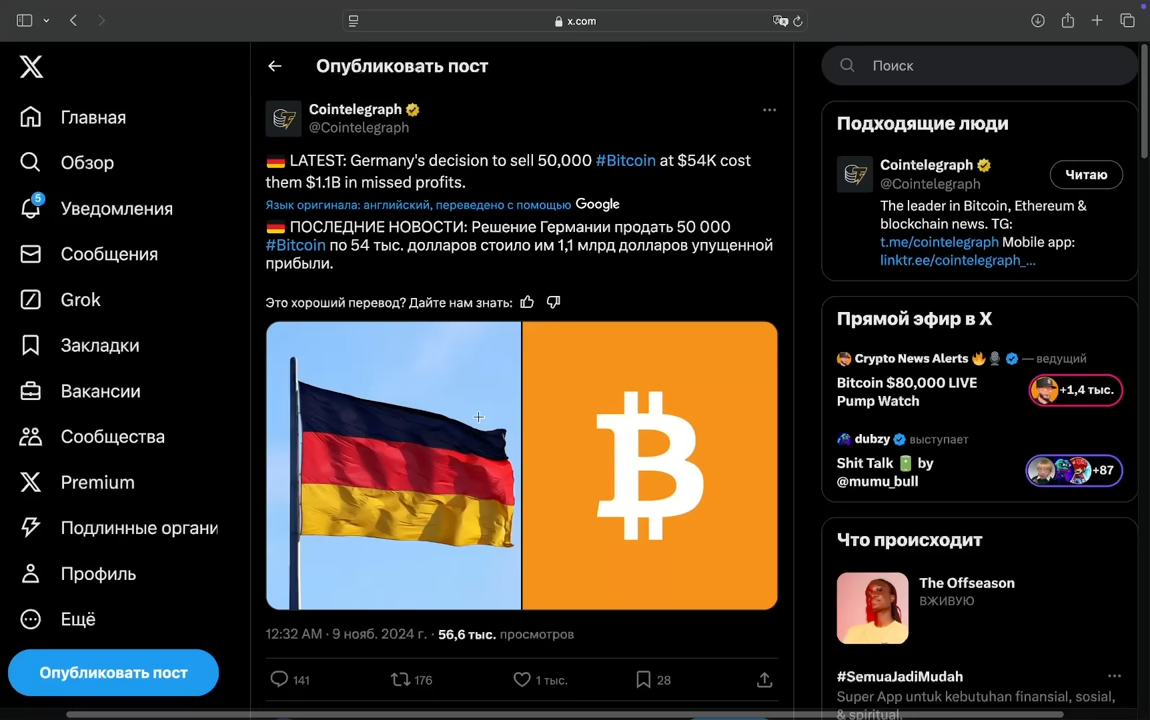 x.com
Опубликовать пост
Поиск
Главная
Обзор
5
Уведомления
Сообщения
Grok
Закладки
Вакансии
Сообщества
Premium
Подлинные органи
Профиль
Ещё
Опубликовать пост
Cointelegraph
@Cointelegraph
LATEST: Germany's decision to sell 50,000 #Bitcoin at $54K cost
them $1.1B in missed profits.
Язык оригинала: английский, переведено с помощью Google
ПОСЛЕДНИЕ НОВОСТИ: Решение Германии продать 50 000
#Bitcoin по 54 тыс. долларов стоило им 1,1 млрд долларов упущенной
прибыли.
Это хороший перевод? Дайте нам знать:
12:32 AM · 9 нояб. 2024 г. · 56,6 тыс. просмотров
141 176 1 тыс. 28
Подходящие люди
Cointelegraph
@Cointelegraph
Читаю
The leader in Bitcoin, Ethereum &
blockchain news. TG:
t.me/cointelegraph Mobile app:
linktr.ee/cointelegraph_...
Прямой эфир в X
Crypto News Alerts — ведущий
Bitcoin $80,000 LIVE
Pump Watch
+1,4 тыс.
dubzy выступает
Shit Talk by
@mumu_bull
+87
Что происходит
The Offseason
ВЖИВУЮ
#SemuaJadiMudah
Super App untuk kebutuhan finansial, sosial,
& spiritual.